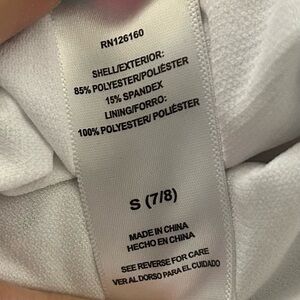 RN126160
SHELL/EXTERIOR:
85% POLYESTER/POLIÉSTER
15% SPANDEX
LINING/FORRO:
100% POLYESTER/ POLIÉSTER
S (7/8)
MADE IN CHINA
HECHO EN CHINA
SEE REVERSE FOR CARE
VER AL DORSO PARA EL CUIDADO